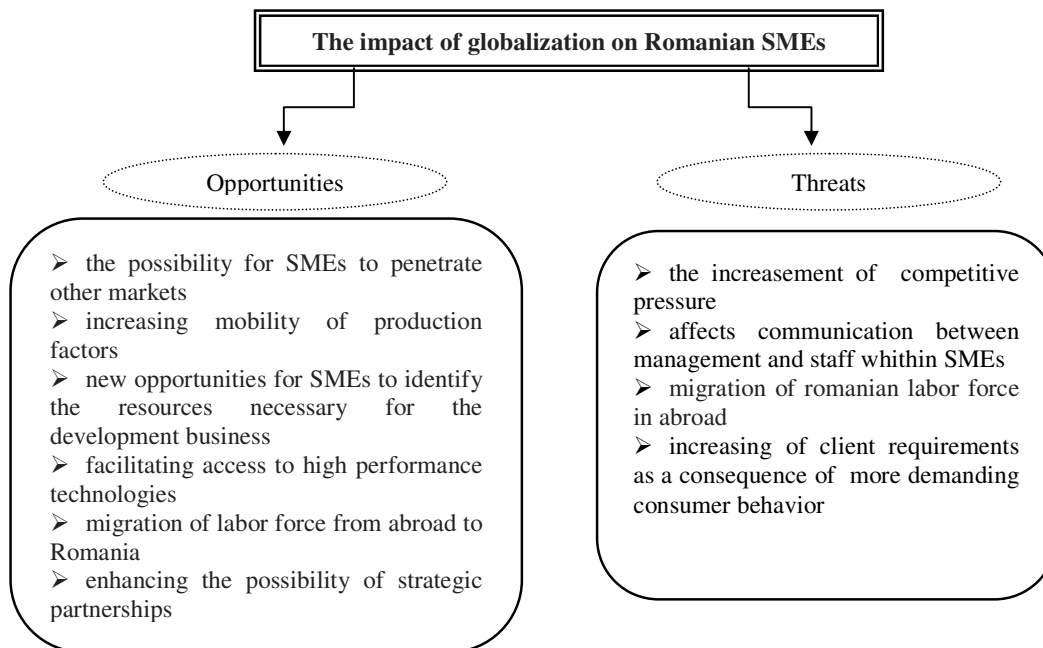 The impact of globalization on Romanian SMEs
Opportunities
➢ the possibility for SMEs to penetrate
other markets
➢ increasing mobility of production
factors
➢ new opportunities for SMEs to identify
the resources necessary for the
development business
➢ facilitating access to high performance
technologies
➢ migration of labor force from abroad to
Romania
➢ enhancing the possibility of strategic
partnerships
Threats
➢ the increasement of competitive
pressure
➢ affects communication between
management and staff whithin SMEs
➢ migration of romanian labor force
in abroad
➢ increasing of client requirements
as a consequence of more demanding
consumer behavior